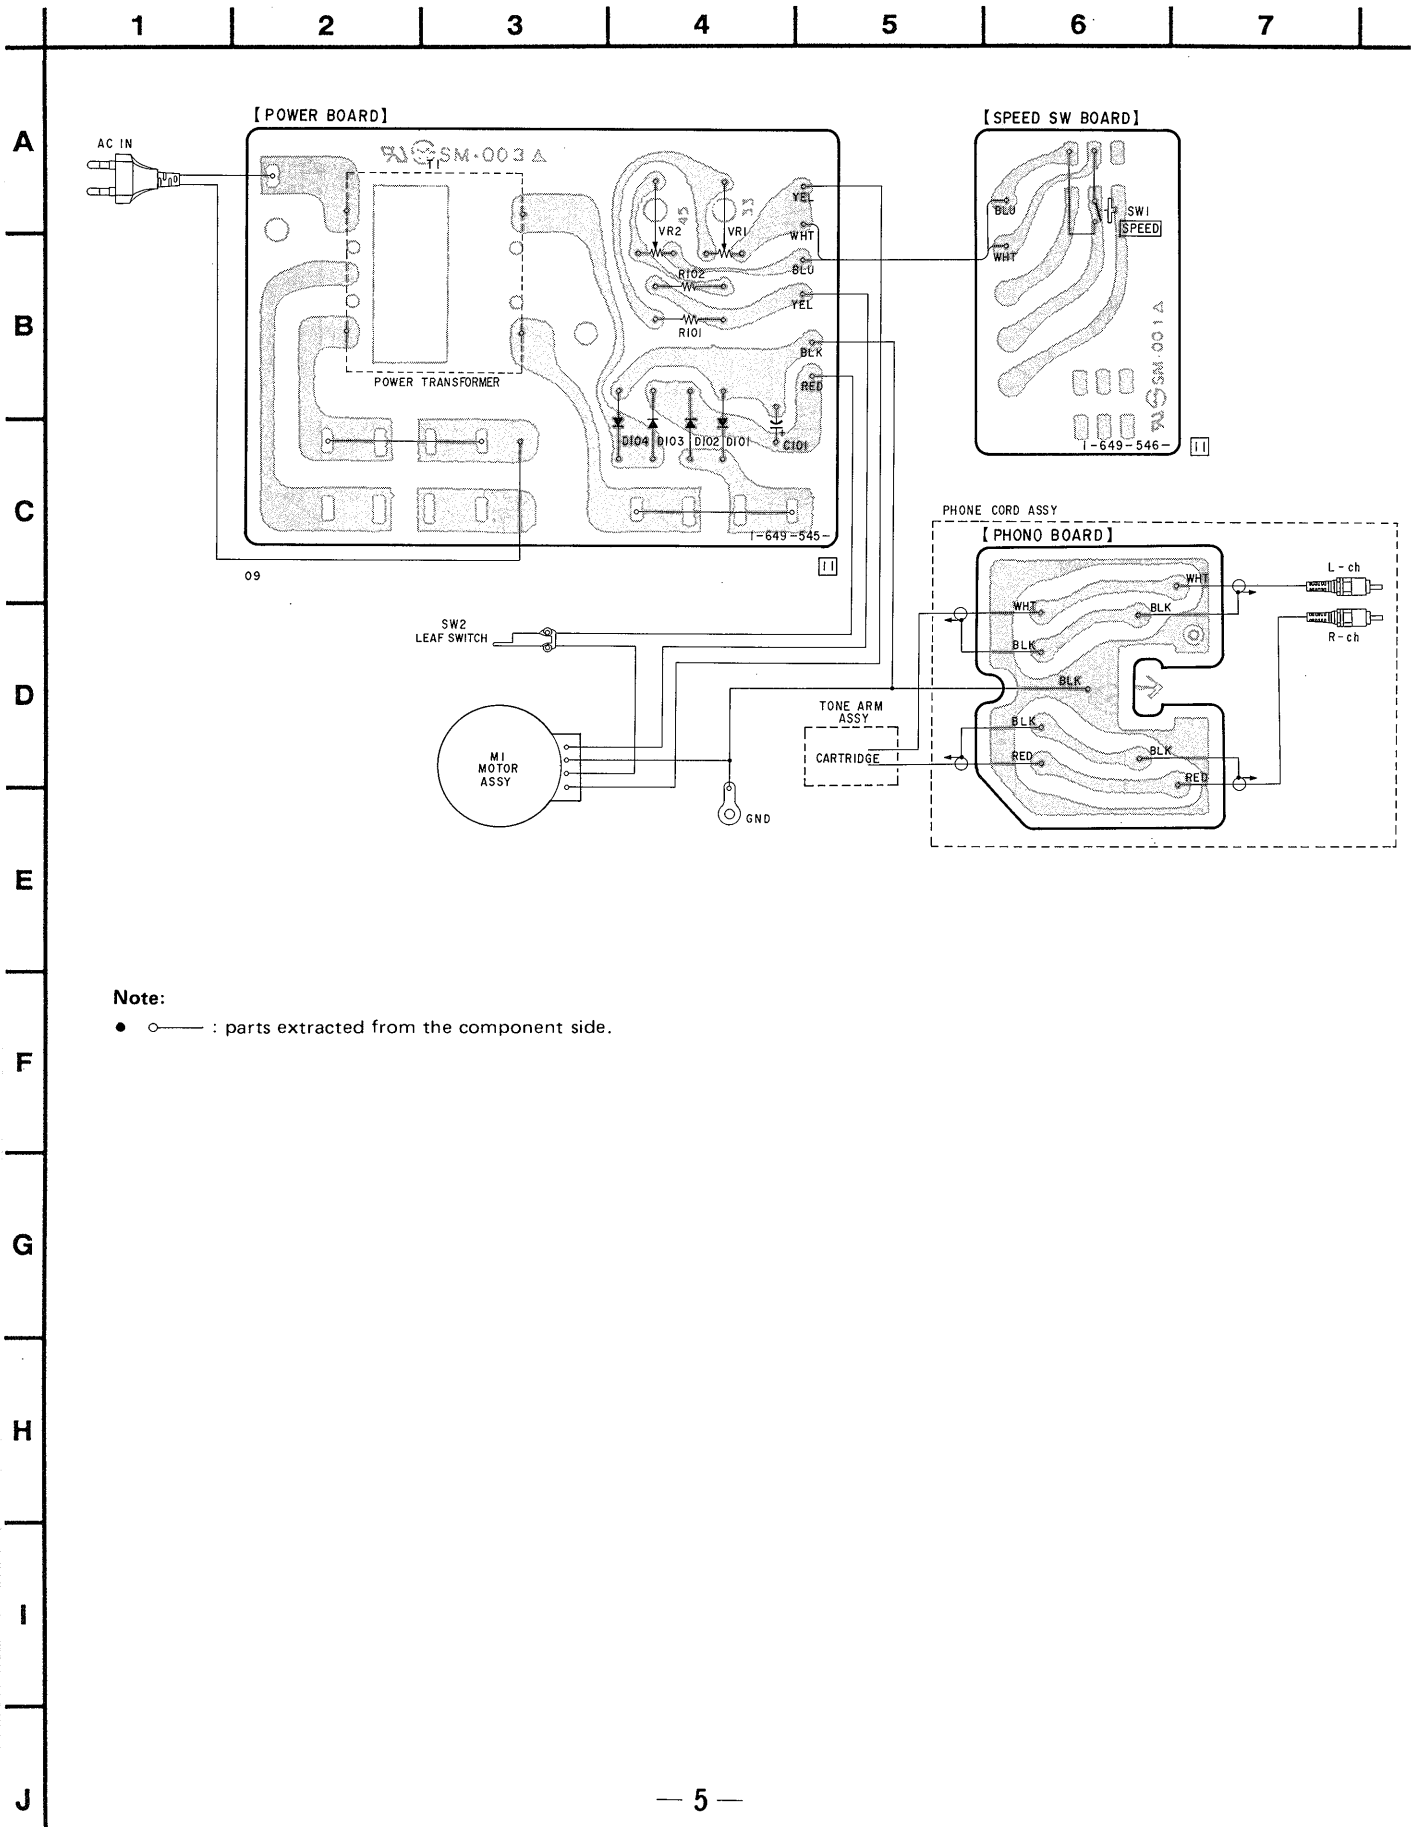 1 2 3 4 5 6 7
A
B
C
D
E
F
G
H
I
J
AC IN
【POWER BOARD】
SM-003
T1
POWER TRANSFORMER
45
33
VR2
VR1
R102
R101
YEL
WHT
BLU
YEL
BLK
RED
D104 D103 D102 D101
C101
+
1-649-545-
11
09
【SPEED SW BOARD】
BLU
WHT
SW1
SPEED
SM-001
1-649-546-
11
PHONE CORD ASSY
【PHONO BOARD】
WHT
WHT
BLK
BLK
BLK
BLK
BLK
RED
RED
L-ch
R-ch
SW2
LEAF SWITCH
M1
MOTOR
ASSY
TONE ARM
ASSY
CARTRIDGE
GND
Note:
● ○—— : parts extracted from the component side.
— 5 —